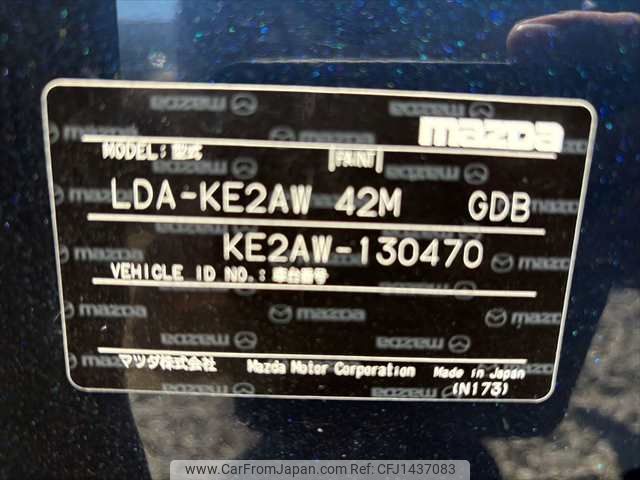 mazda
MODEL: 型式 PAINT
LDA-KE2AW 42M GDB
KE2AW-130470
VEHICLE ID NO.: 車台番号
マツダ株式会社 Mazda Motor Corporation Made in Japan
(N173)
www.CarFromJapan.com - CFJ1437083